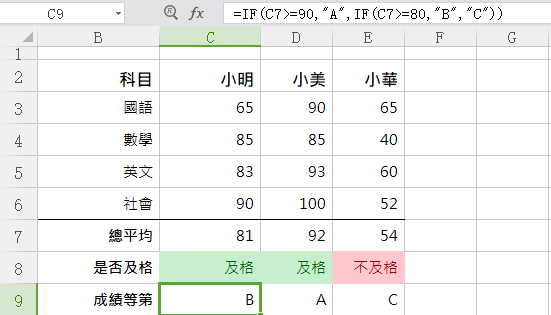 C9 fx =IF(C7>=90,"A",IF(C7>=80,"B","C"))
B C D E F G
1
2 科目 小明 小美 小華
3 國語 65 90 65
4 數學 85 85 40
5 英文 83 93 60
6 社會 90 100 52
7 總平均 81 92 54
8 是否及格 及格 及格 不及格
9 成績等第 B A C